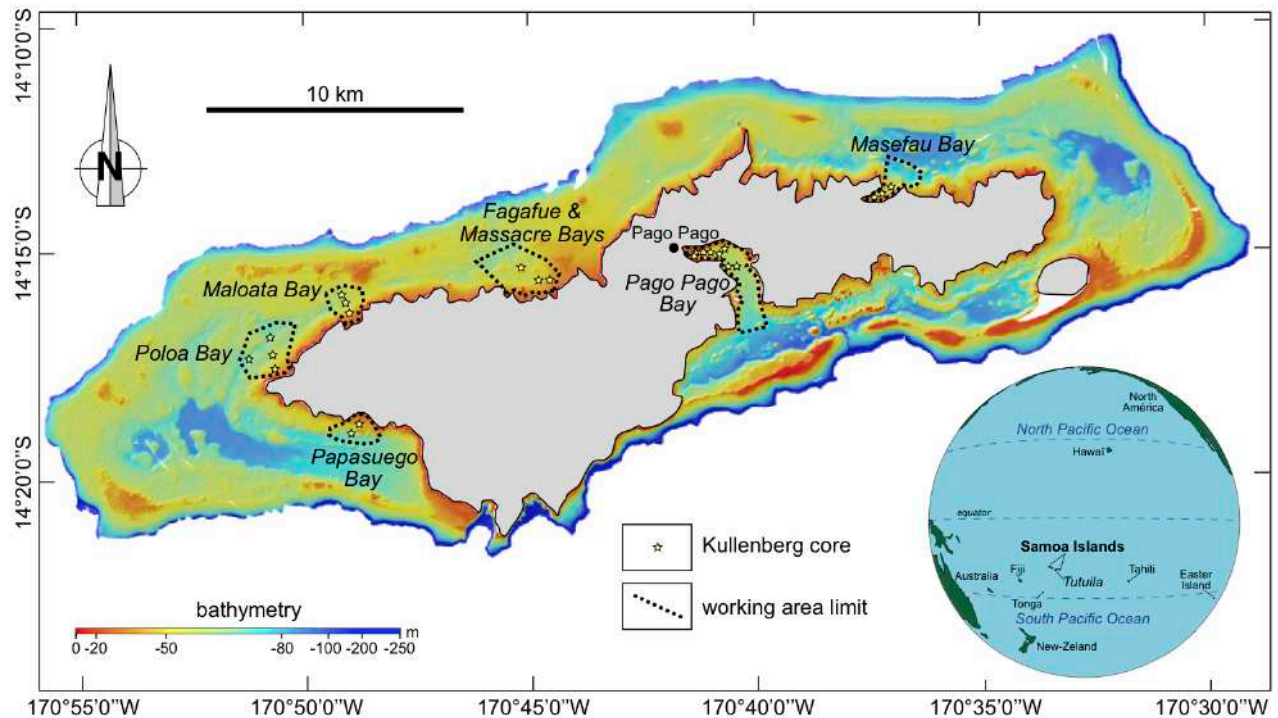 14°10'0"S
14°15'0"S
14°20'0"S
N
10 km
Masefau Bay
Fagafue &
Massacre Bays
Pago Pago
Pago Pago
Bay
Maloata Bay
Poloa Bay
Papasuego
Bay
Kullenberg core
working area limit
bathymetry
0 -20 -50 -80 -100 -200 -250 m
North
América
North Pacific Ocean
Hawaï
equator
Samoa Islands
Fiji
Tahiti
Australia
Tutuila
Easter
Island
Tonga
South Pacific Ocean
New-Zeland
170°55'0"W 170°50'0"W 170°45'0"W 170°40'0"W 170°35'0"W 170°30'0"W